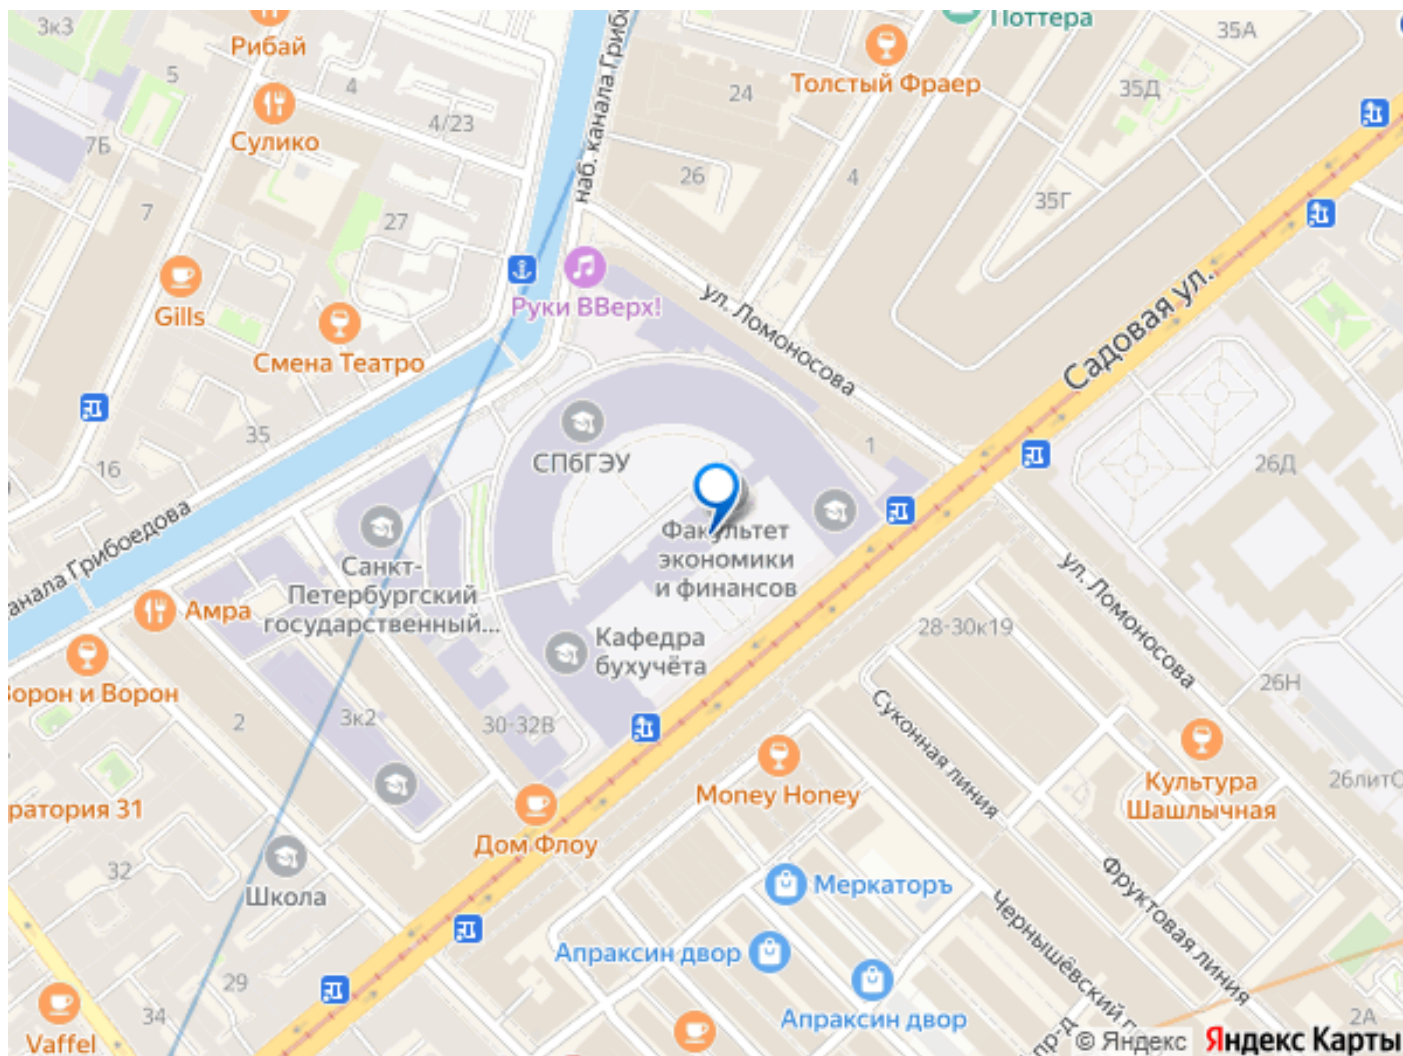 3к3
Рибай
5
4
Сулико
4/23
7Б
7
27
Gills
Смена Театро
наб. канала Грибо
Поттера
Толстый Фраер
24
26
4
35А
35Д
35Г
Руки ВВерх!
ул. Ломоносова
Садовая ул.
35
16
СПбГЭУ
1
26Д
Факультет
экономики
и финансов
анала Грибоедова
Санкт-
Петербургский
государственный...
Амра
Кафедра
бухучёта
ул. Ломоносова
28-30к19
26Н
Ворон и Ворон
2
3к2
30-32В
Суконная линия
Культура
Шашлычная
26литС
Money Honey
ратория 31
Дом Флоу
32
Школа
Меркаторъ
Фруктовая линия
Чернышёвский п
Апраксин двор
Апраксин двор
29
34
Vaffel
пр-д
2А
© Яндекс Яндекс Карты